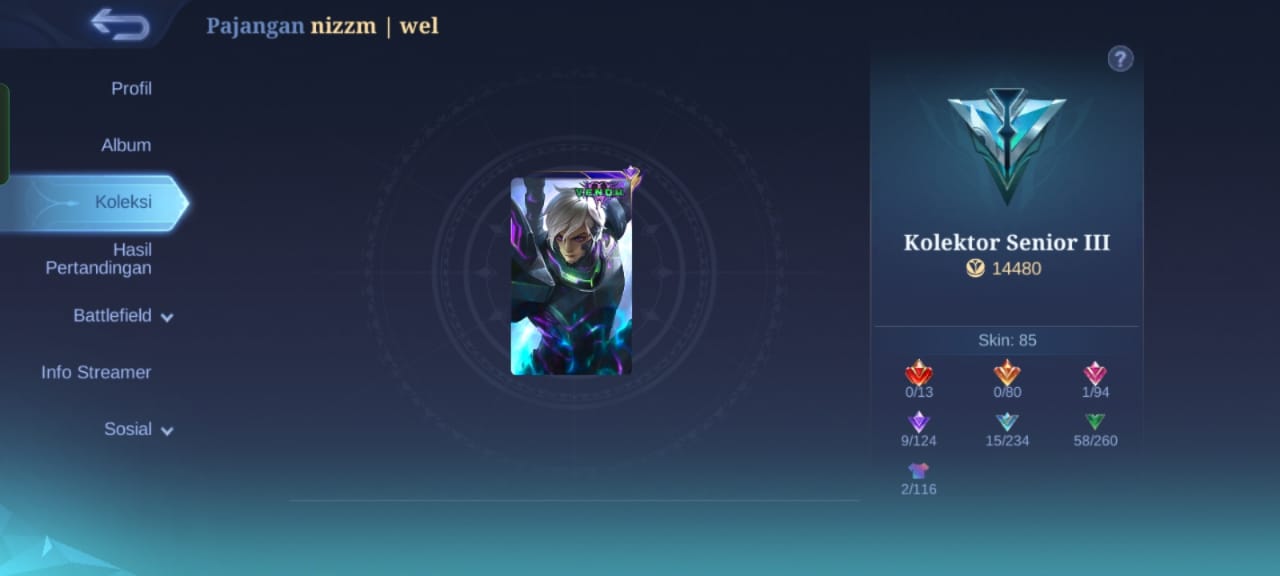 Pajangan nizzm | wel
Profil
Album
Koleksi
Hasil
Pertandingan
Battlefield
Info Streamer
Sosial
VENOM
?
Kolektor Senior III
14480
Skin: 85
0/13 0/80 1/94
9/124 15/234 58/260
2/116